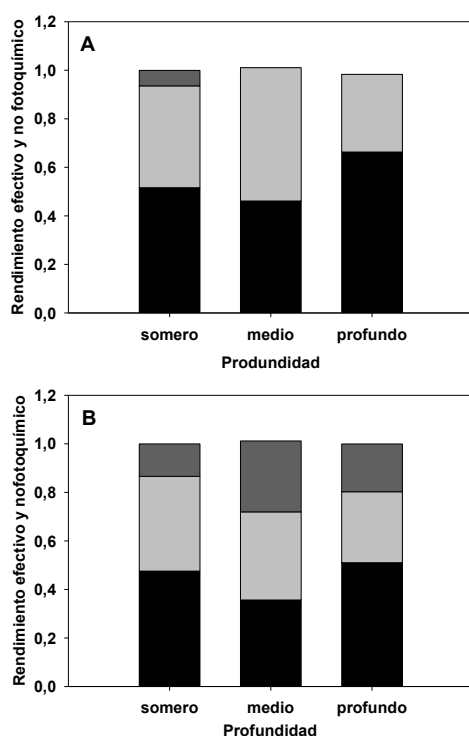 Rendimiento efectivo y no fotoquímico
A
1,2
1,0
0,8
0,6
0,4
0,2
0,0
somero medio profundo
Produndidad
Rendimiento efectivo y nofotoquímico
B
1,2
1,0
0,8
0,6
0,4
0,2
0,0
somero medio profundo
Profundidad